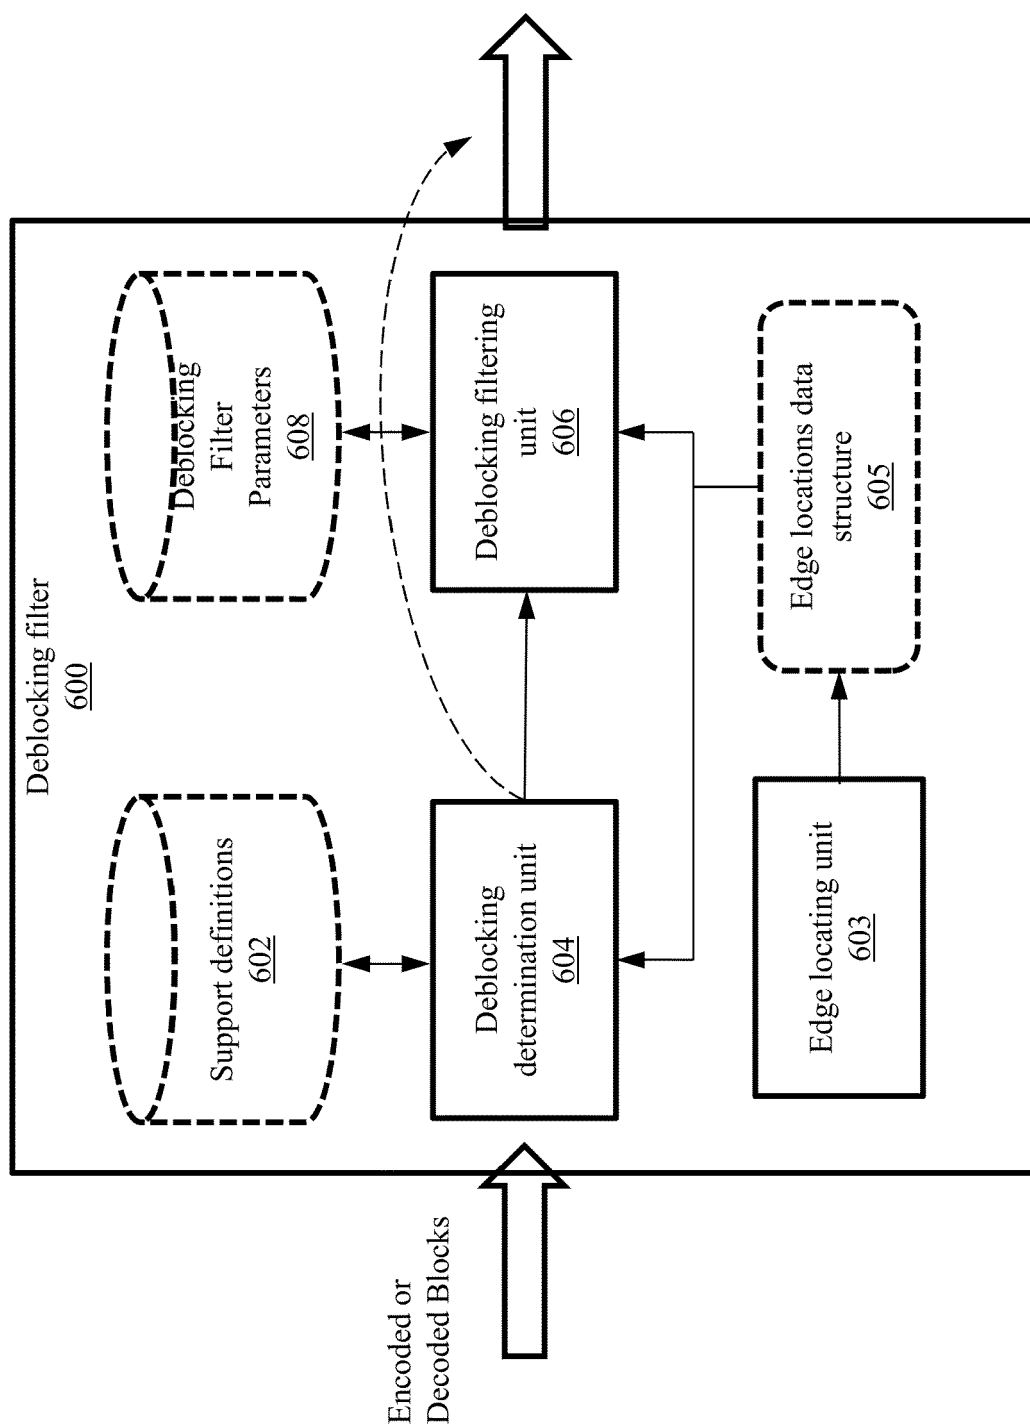 Deblocking filter
600
Support definitions
602
Deblocking
Filter
Parameters
608
Encoded or
Decoded Blocks
Deblocking
determination unit
604
Deblocking filtering
unit
606
Edge locating unit
603
Edge locations data
structure
605